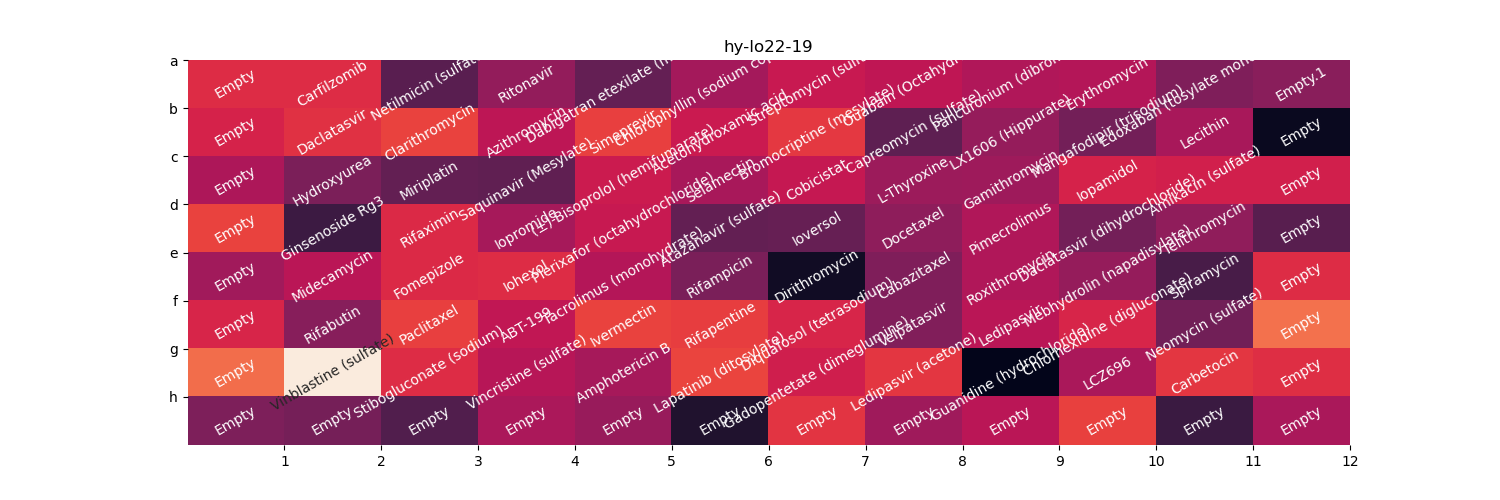 hy-lo22-19
a
Empty
Carfilzomib
Netilmicin (sulfa
Ritonavir
Dabigatran etexilate (m
Chlorophyllin (sodium cop
Streptomycin (sulf
Ouabain (Octahyd
Pancuronium (dibrom
Erythromycin
Edoxaban (tosylate mono
Empty.1
b
Empty
Daclatasvir
Clarithromycin
Azithromycin
Simeprevir
Acetohydroxamic acid
Bromocriptine (mesylate)
Capreomycin (sulfate)
LX1606 (Hippurate)
Mangafodipir (trisodium)
Lecithin
Empty
c
Empty
Hydroxyurea
Miriplatin
Saquinavir (Mesylate)
(±)-Bisoprolol (hemifumarate)
Selamectin
Cobicistat
L-Thyroxine
Gamithromycin
Iopamidol
Amikacin (sulfate)
Empty
d
Empty
Ginsenoside Rg3
Rifaximin
Iopromide
Plerixafor (octahydrochloride)
Atazanavir (sulfate)
Ioversol
Docetaxel
Pimecrolimus
Daclatasvir (dihydrochloride)
Telithromycin
Empty
e
Empty
Midecamycin
Fomepizole
Iohexol
Tacrolimus (monohydrate)
Rifampicin
Dirithromycin
Cabazitaxel
Roxithromycin
Mebhydrolin (napadisylate)
Spiramycin
Empty
f
Empty
Rifabutin
Paclitaxel
ABT-199
Ivermectin
Rifapentine
Diquafosol (tetrasodium)
Velpatasvir
Ledipasvir
Chlorhexidine (digluconate)
Neomycin (sulfate)
Empty
g
Empty
Vinblastine (sulfate)
Stibogluconate (sodium)
Vincristine (sulfate)
Amphotericin B
Lapatinib (ditosylate)
Gadopentetate (dimeglumine)
Ledipasvir (acetone)
Guanidine (hydrochloride)
LCZ696
Carbetocin
Empty
h
Empty
Empty
Empty
Empty
Empty
Empty
Empty
Empty
Empty
Empty
Empty
Empty
1 2 3 4 5 6 7 8 9 10 11 12